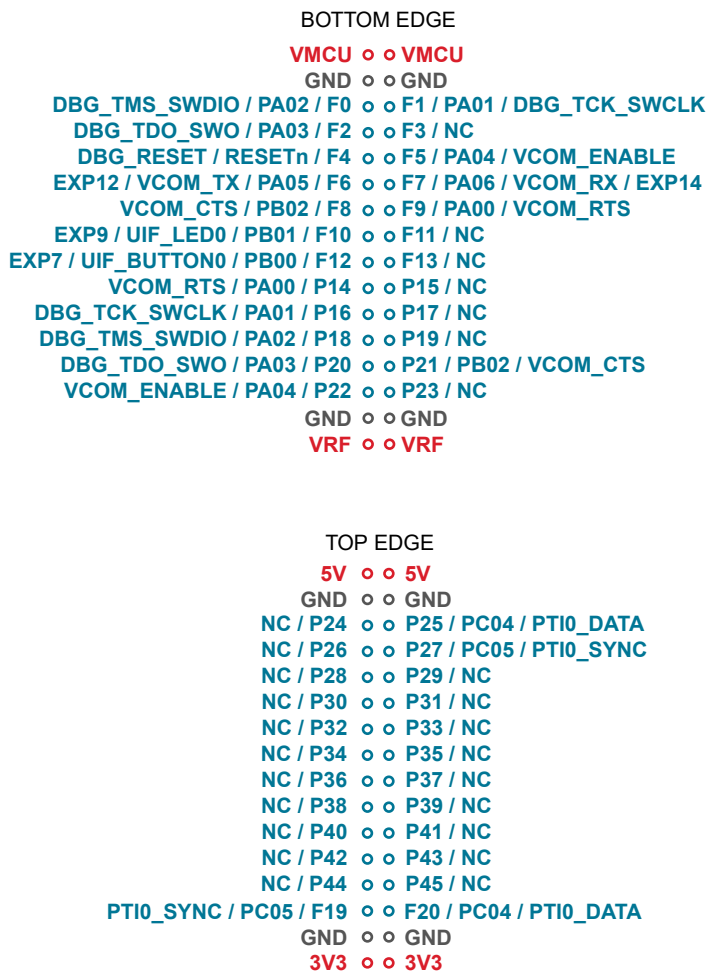 BOTTOM EDGE
VMCU VMCU
GND GND
DBG_TMS_SWDIO / PA02 / F0 F1 / PA01 / DBG_TCK_SWCLK
DBG_TDO_SWO / PA03 / F2 F3 / NC
DBG_RESET / RESETn / F4 F5 / PA04 / VCOM_ENABLE
EXP12 / VCOM_TX / PA05 / F6 F7 / PA06 / VCOM_RX / EXP14
VCOM_CTS / PB02 / F8 F9 / PA00 / VCOM_RTS
EXP9 / UIF_LED0 / PB01 / F10 F11 / NC
EXP7 / UIF_BUTTON0 / PB00 / F12 F13 / NC
VCOM_RTS / PA00 / P14 P15 / NC
DBG_TCK_SWCLK / PA01 / P16 P17 / NC
DBG_TMS_SWDIO / PA02 / P18 P19 / NC
DBG_TDO_SWO / PA03 / P20 P21 / PB02 / VCOM_CTS
VCOM_ENABLE / PA04 / P22 P23 / NC
GND GND
VRF VRF
TOP EDGE
5V 5V
GND GND
NC / P24 P25 / PC04 / PTI0_DATA
NC / P26 P27 / PC05 / PTI0_SYNC
NC / P28 P29 / NC
NC / P30 P31 / NC
NC / P32 P33 / NC
NC / P34 P35 / NC
NC / P36 P37 / NC
NC / P38 P39 / NC
NC / P40 P41 / NC
NC / P42 P43 / NC
NC / P44 P45 / NC
PTI0_SYNC / PC05 / F19 F20 / PC04 / PTI0_DATA
GND GND
3V3 3V3